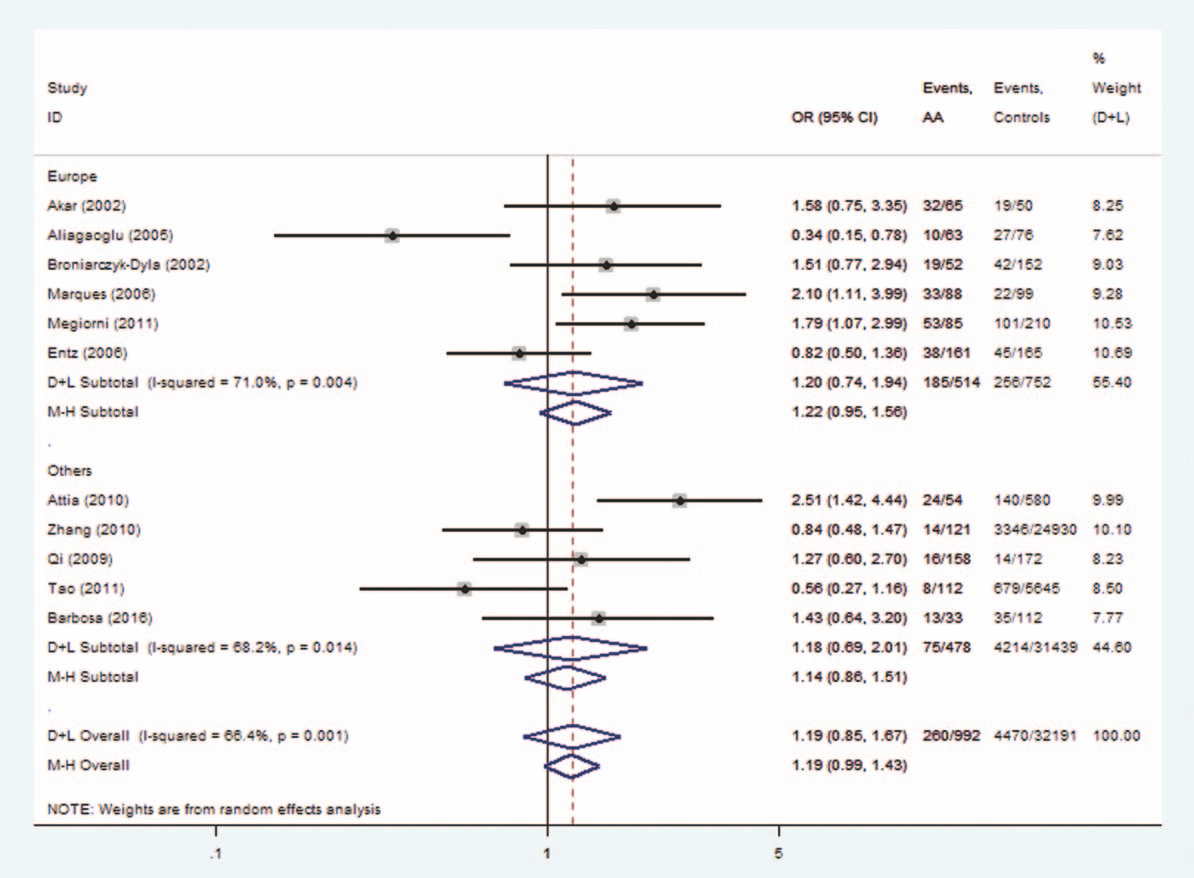 %
Study Events, Events, Weight
ID OR (95% CI) AA Controls (D+L)
Europe
Akar (2002) 1.58 (0.75, 3.35) 32/65 19/50 8.25
Aliagaoglu (2005) 0.34 (0.15, 0.78) 10/63 27/76 7.62
Broniarczyk-Dyla (2002) 1.51 (0.77, 2.94) 19/52 42/152 9.03
Marques (2006) 2.10 (1.11, 3.99) 33/88 22/99 9.28
Megiorni (2011) 1.79 (1.07, 2.99) 53/85 101/210 10.53
Entz (2006) 0.82 (0.50, 1.36) 38/161 45/165 10.69
D+L Subtotal (I-squared = 71.0%, p = 0.004) 1.20 (0.74, 1.94) 185/514 256/752 55.40
M-H Subtotal 1.22 (0.95, 1.56)
.
Others
Attia (2010) 2.51 (1.42, 4.44) 24/54 140/580 9.99
Zhang (2010) 0.84 (0.48, 1.47) 14/121 3346/24930 10.10
Qi (2009) 1.27 (0.60, 2.70) 16/158 14/172 8.23
Tao (2011) 0.56 (0.27, 1.16) 8/112 679/5645 8.50
Barbosa (2016) 1.43 (0.64, 3.20) 13/33 35/112 7.77
D+L Subtotal (I-squared = 68.2%, p = 0.014) 1.18 (0.69, 2.01) 75/478 4214/31439 44.60
M-H Subtotal 1.14 (0.86, 1.51)
.
D+L Overall (I-squared = 66.4%, p = 0.001) 1.19 (0.85, 1.67) 260/992 4470/32191 100.00
M-H Overall 1.19 (0.99, 1.43)
NOTE: Weights are from random effects analysis
.1 1 5